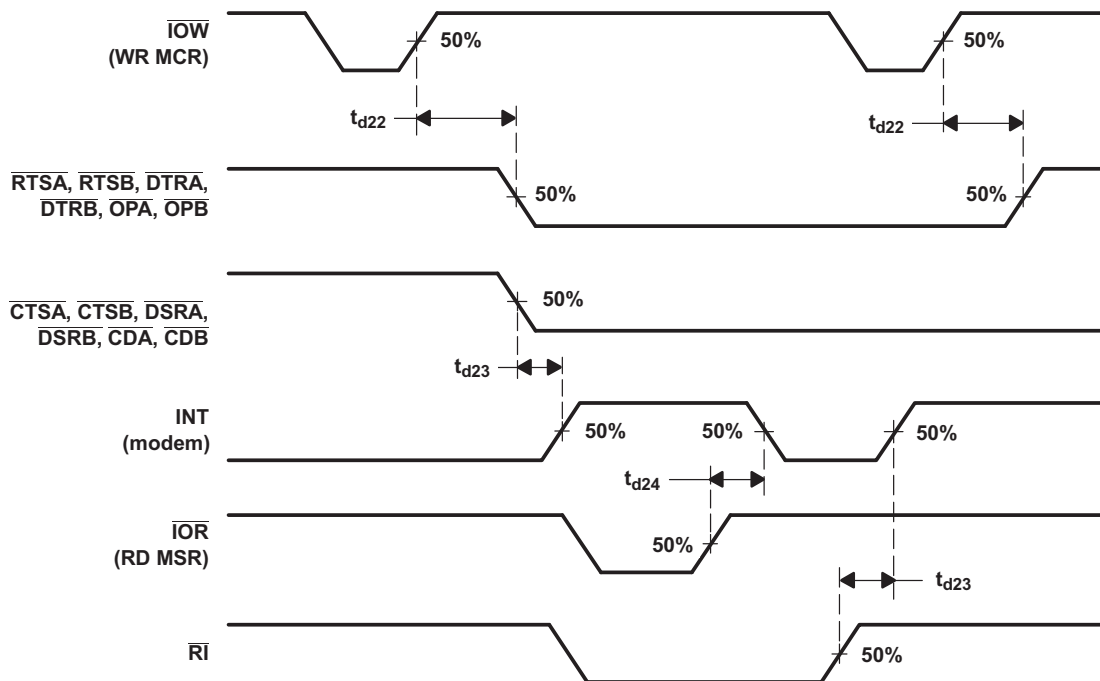 IOW
(WR MCR)
50%
50%
td22
td22
RTSA, RTSB, DTRA,
DTRB, OPA, OPB
50%
50%
CTSA, CTSB, DSRA,
DSRB, CDA, CDB
50%
td23
INT
(modem)
50%
50%
50%
td24
IOR
(RD MSR)
50%
td23
RI
50%